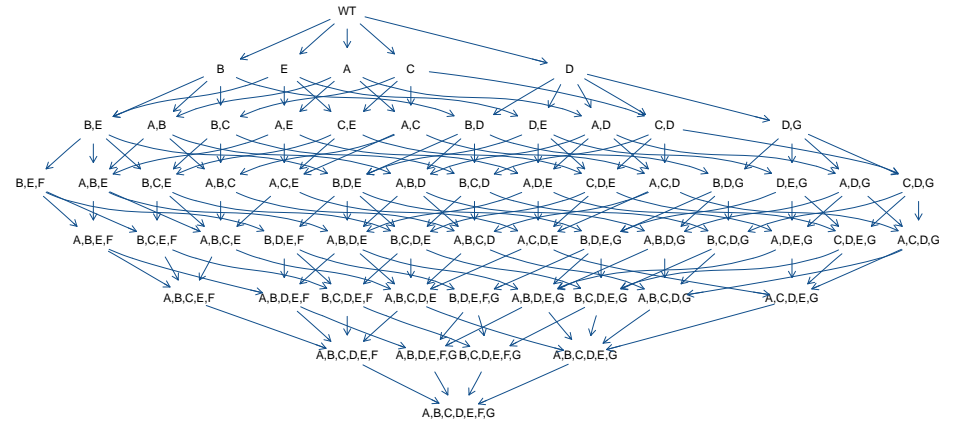 WT
B E A C D
B,E A,B B,C A,E C,E A,C B,D D,E A,D C,D D,G
B,E,F A,B,E B,C,E A,B,C A,C,E B,D,E A,B,D B,C,D A,D,E C,D,E A,C,D B,D,G D,E,G A,D,G C,D,G
A,B,E,F B,C,E,F A,B,C,E B,D,E,F A,B,D,E B,C,D,E A,B,C,D A,C,D,E B,D,E,G A,B,D,G B,C,D,G A,D,E,G C,D,E,G A,C,D,G
A,B,C,E,F A,B,D,E,F B,C,D,E,F A,B,C,D,E B,D,E,F,G A,B,D,E,G B,C,D,E,G A,B,C,D,G A,C,D,E,G
A,B,C,D,E,F A,B,D,E,F,G B,C,D,E,F,G A,B,C,D,E,G
A,B,C,D,E,F,G